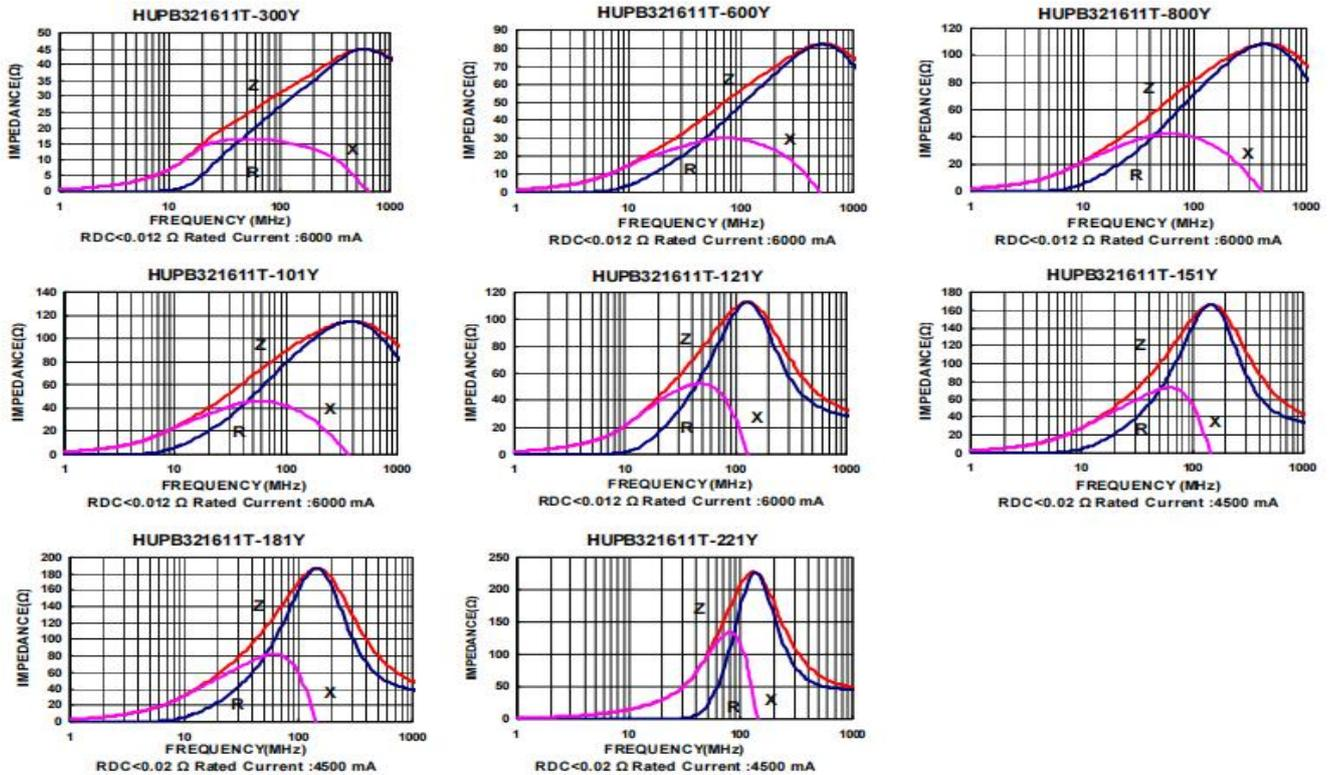 HUPB321611T-300Y
IMPEDANCE(Ω)
50
45
40
35
30
25
20
15
10
5
0
Z
X
R
1 10 100 1000
FREQUENCY (MHz)
RDC<0.012 Ω Rated Current :6000 mA
HUPB321611T-600Y
IMPEDANCE(Ω)
90
80
70
60
50
40
30
20
10
0
Z
X
R
1 10 100 1000
FREQUENCY (MHz)
RDC<0.012 Ω Rated Current :6000 mA
HUPB321611T-800Y
IMPEDANCE(Ω)
120
100
80
60
40
20
0
Z
X
R
1 10 100 1000
FREQUENCY (MHz)
RDC<0.012 Ω Rated Current :6000 mA
HUPB321611T-101Y
IMPEDANCE(Ω)
140
120
100
80
60
40
20
0
Z
X
R
1 10 100 1000
FREQUENCY (MHz)
RDC<0.012 Ω Rated Current :6000 mA
HUPB321611T-121Y
IMPEDANCE(Ω)
120
100
80
60
40
20
0
Z
R
X
1 10 100 1000
FREQUENCY (MHz)
RDC<0.012 Ω Rated Current :6000 mA
HUPB321611T-151Y
IMPEDANCE(Ω)
180
160
140
120
100
80
60
40
20
0
Z
X
R
1 10 100 1000
FREQUENCY (MHz)
RDC<0.02 Ω Rated Current :4500 mA
HUPB321611T-181Y
IMPEDANCE(Ω)
200
180
160
140
120
100
80
60
40
20
0
Z
X
R
1 10 100 1000
FREQUENCY(MHz)
RDC<0.02 Ω Rated Current :4500 mA
HUPB321611T-221Y
IMPEDANCE(Ω)
250
200
150
100
50
0
Z
X
R
1 10 100 1000
FREQUENCY(MHz)
RDC<0.02 Ω Rated Current :4500 mA